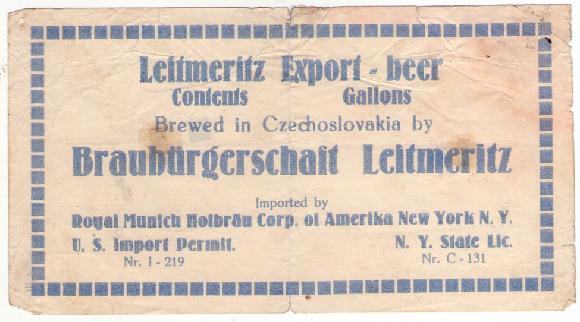 Leitmeritz Export - beer
Contents Gallons
Brewed in Czechoslovakia by
Braubürgerschaft Leitmeritz
Imported by
Royal Munich Hofbräu Corp. of Amerika New York N. Y.
U. S. Import Permit. N. Y. State Lic.
Nr. I - 219 Nr. C - 131